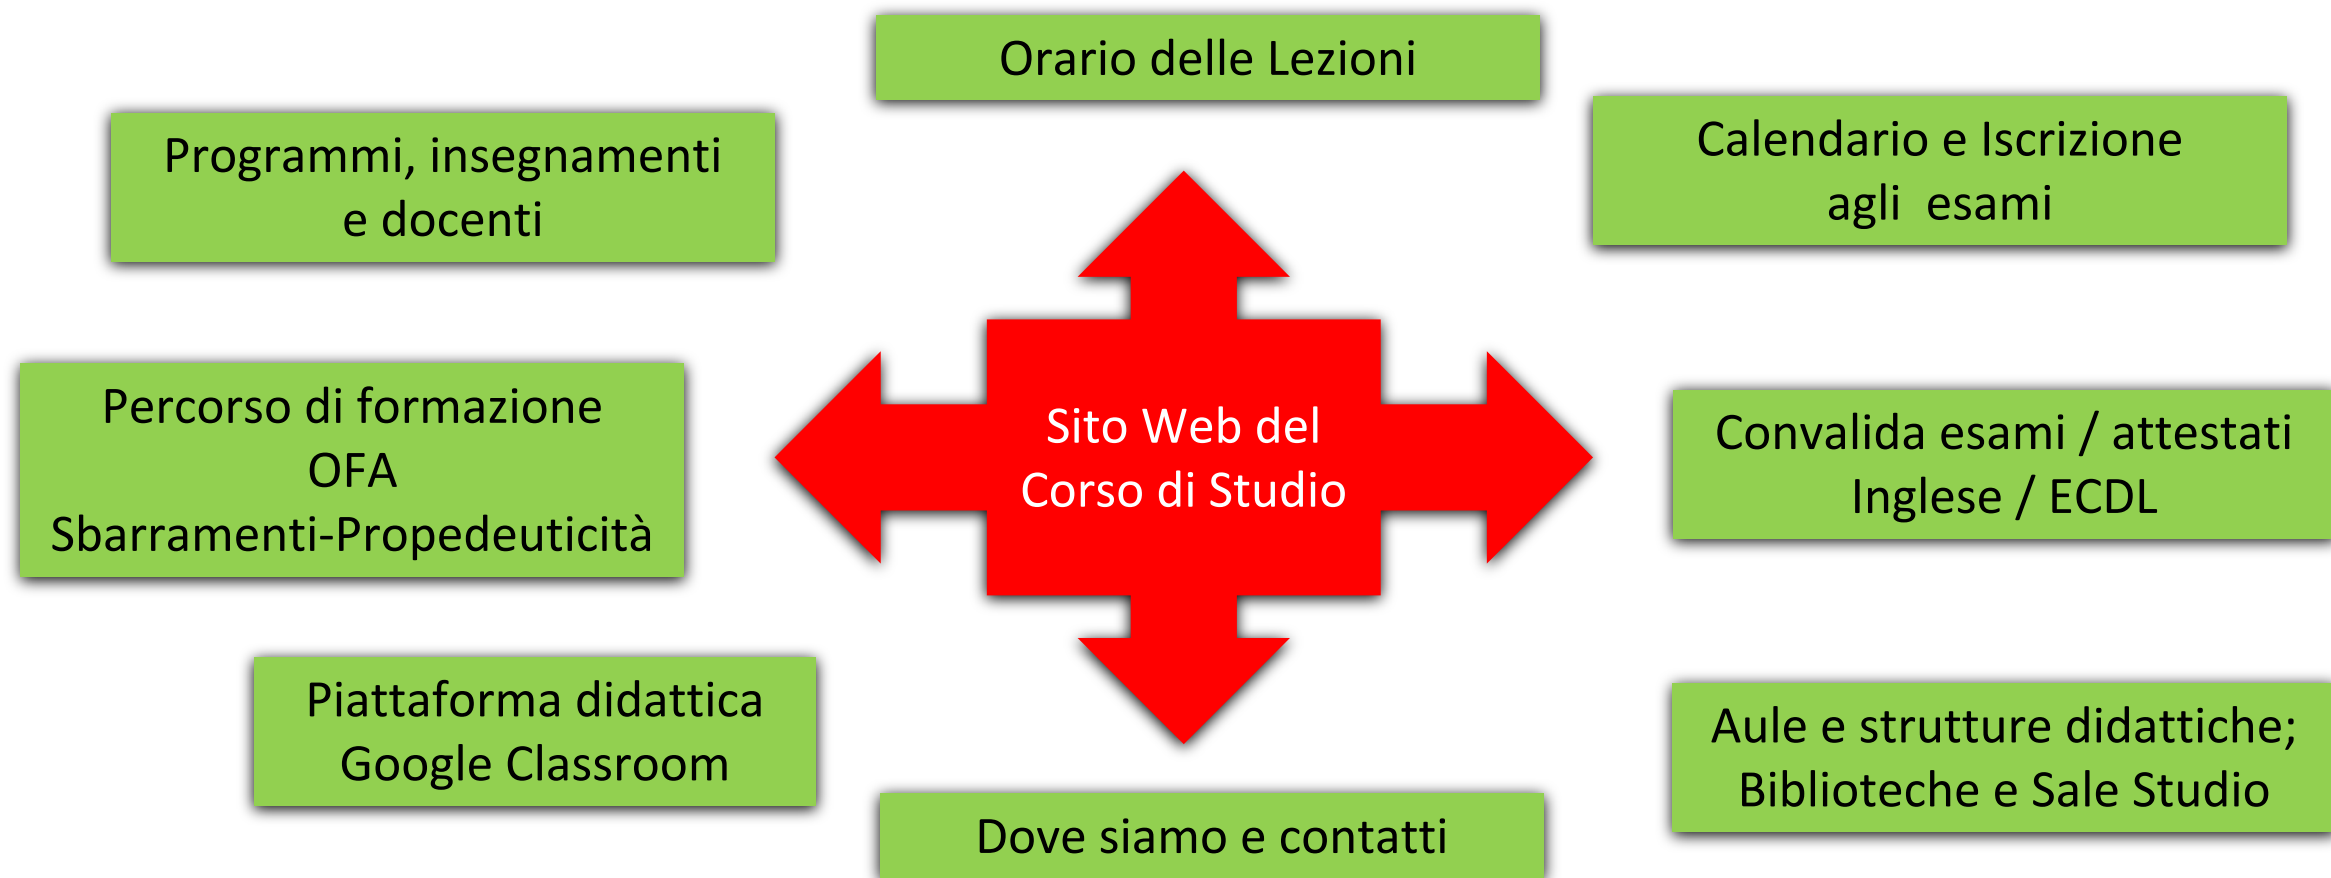 Orario delle Lezioni
Programmi, insegnamenti
e docenti
Calendario e Iscrizione
agli  esami
Percorso di formazione
OFA
Sbarramenti-Propedeuticità
Sito Web del
Corso di Studio
Convalida esami / attestati
Inglese / ECDL
Piattaforma didattica
Google Classroom
Aule e strutture didattiche;
Biblioteche e Sale Studio
Dove siamo e contatti